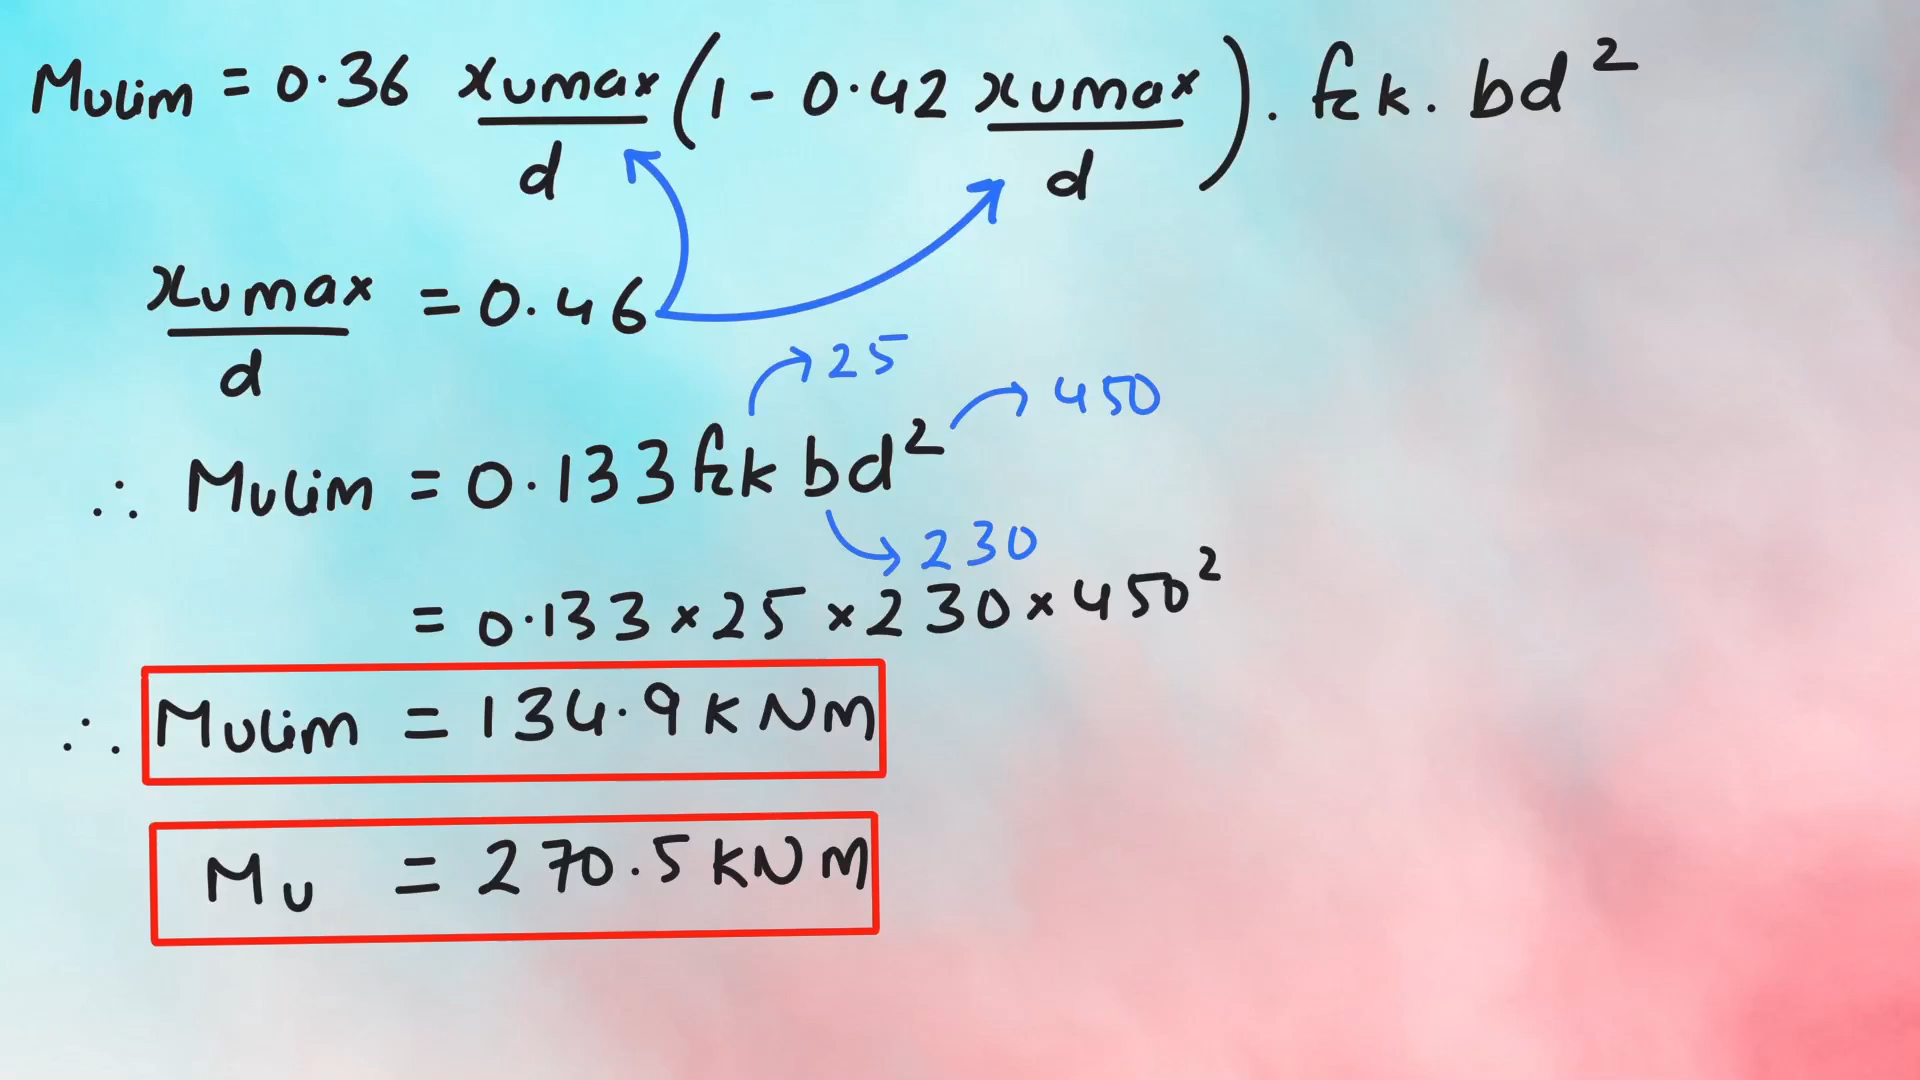 Mulim = 0.36 xumax/d (1 - 0.42 xumax/d) . fck . bd²
xumax/d = 0.46
25
450
∴ Mulim = 0.133 fck bd²
230
= 0.133 × 25 × 230 × 450²
∴ Mulim = 134.9 kNm
Mu = 270.5 kNm